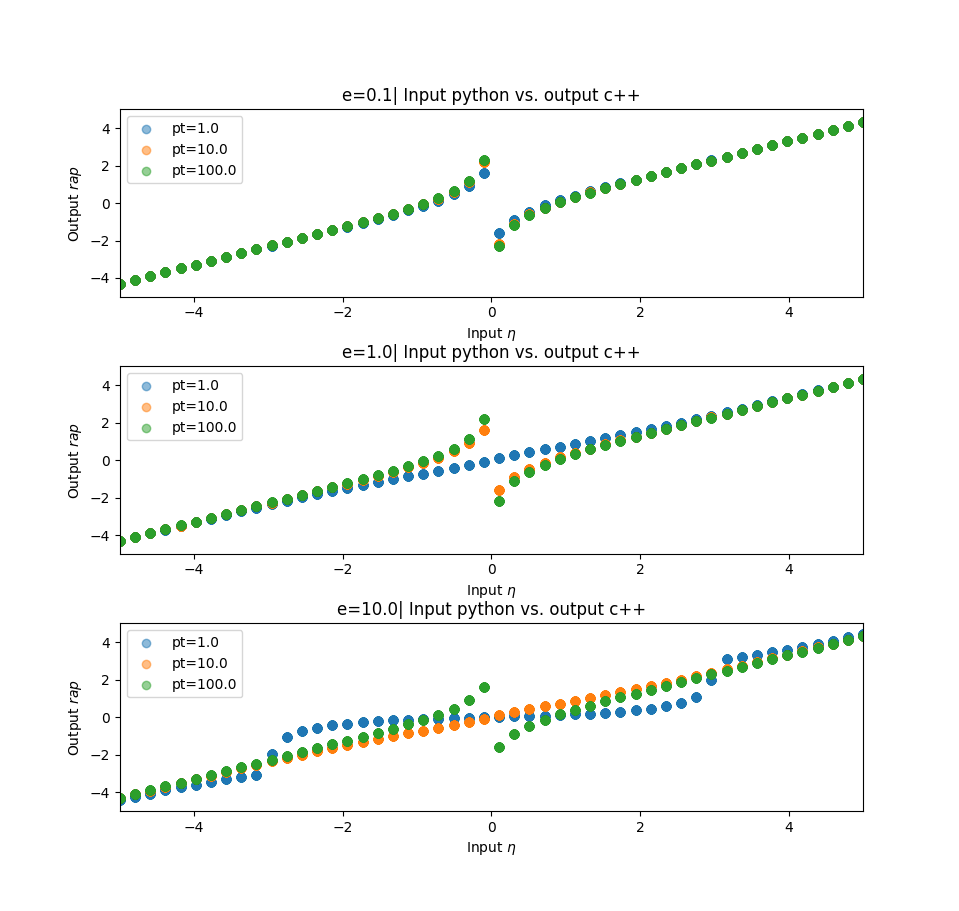 e=0.1| Input python vs. output c++
pt=1.0
pt=10.0
pt=100.0
Output rap
4
2
0
−2
−4
−4
−2
0
2
4
Input η
e=1.0| Input python vs. output c++
pt=1.0
pt=10.0
pt=100.0
Output rap
4
2
0
−2
−4
−4
−2
0
2
4
Input η
e=10.0| Input python vs. output c++
pt=1.0
pt=10.0
pt=100.0
Output rap
4
2
0
−2
−4
−4
−2
0
2
4
Input η